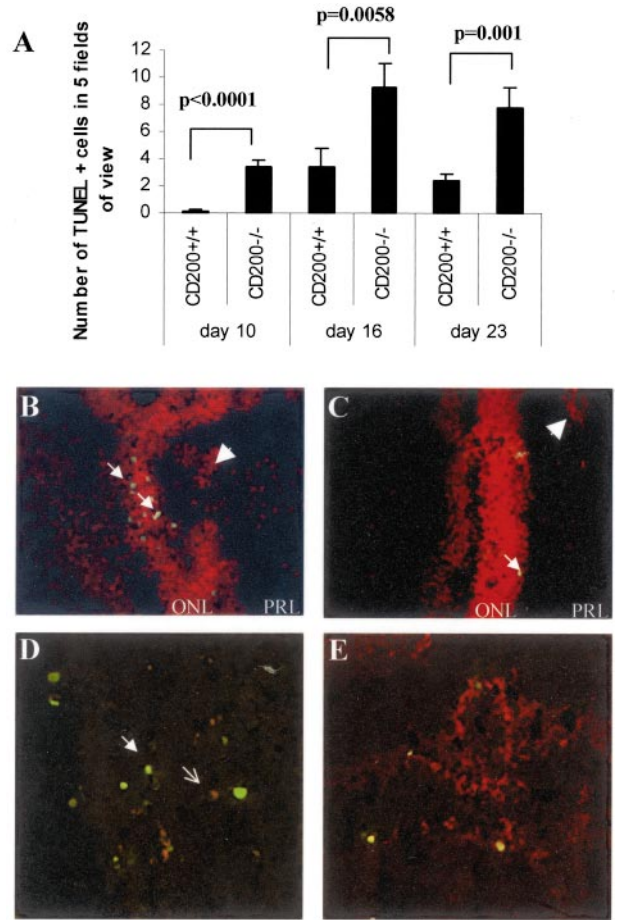 A
Number of TUNEL + cells in 5 fields
of view
12
10
8
6
4
2
0
p<0.0001
p=0.0058
p=0.001
CD200+/+
CD200-/-
CD200+/+
CD200-/-
CD200+/+
CD200-/-
day 10
day 16
day 23
B
ONL
PRL
C
ONL
PRL
D
E